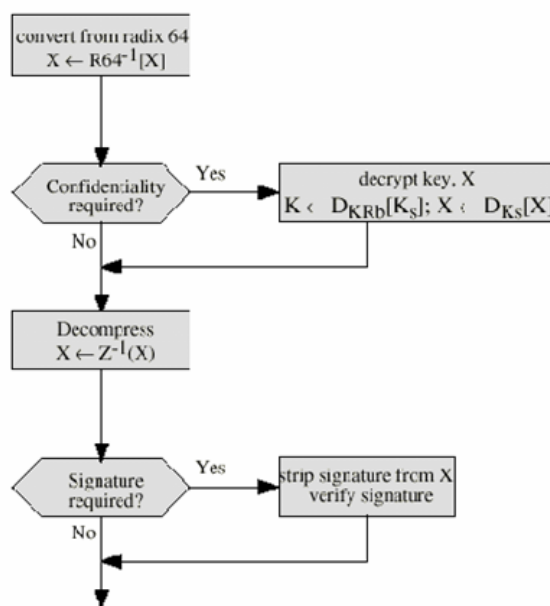 convert from radix 64
X ← R64⁻¹[X]
Confidentiality
required?
Yes
decrypt key, X
K ← D_KRb[K_s]; X ← D_Ks[X]
No
Decompress
X ← Z⁻¹(X)
Signature
required?
Yes
strip signature from X
verify signature
No